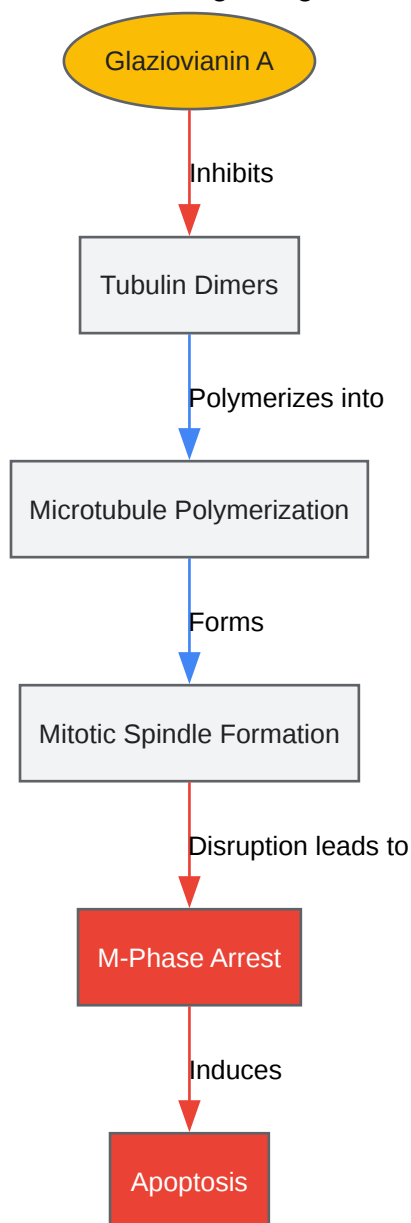 Glaziovianin A
Inhibits
Tubulin Dimers
Polymerizes into
Microtubule Polymerization
Forms
Mitotic Spindle Formation
Disruption leads to
M-Phase Arrest
Induces
Apoptosis